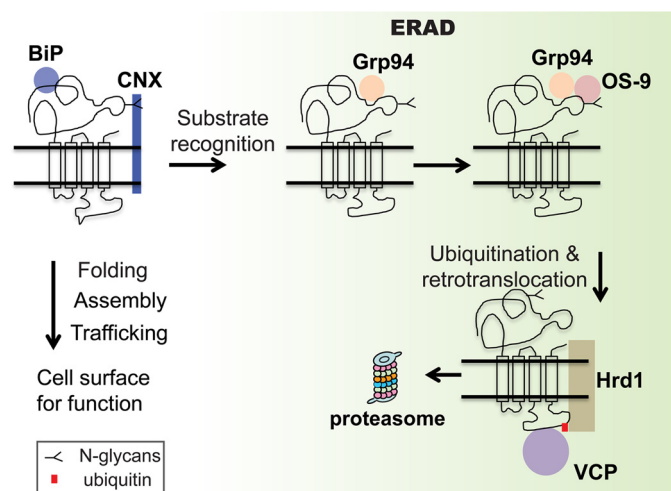 ERAD
BiP
CNX
Grp94
Grp94
OS-9
Substrate
recognition
Folding
Assembly
Trafficking
Cell surface
for function
Ubiquitination &
retrotranslocation
Hrd1
proteasome
VCP
N-glycans
ubiquitin